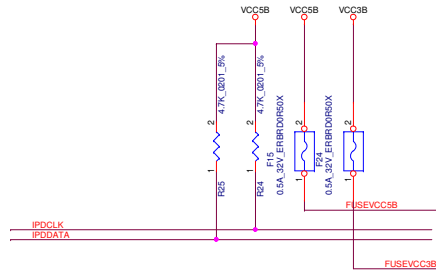 VCC5B
VCC5B
VCC3B
4.7K_0201_5%
4.7K_0201_5%
2
2
2
2
1
1
1
1
R25
R24
F15
0.5A_32V_ERBRD0R50X
F24
0.5A_32V_ERBRD0R50X
FUSEVCC5B
IPDCLK
IPDDATA
FUSEVCC3B